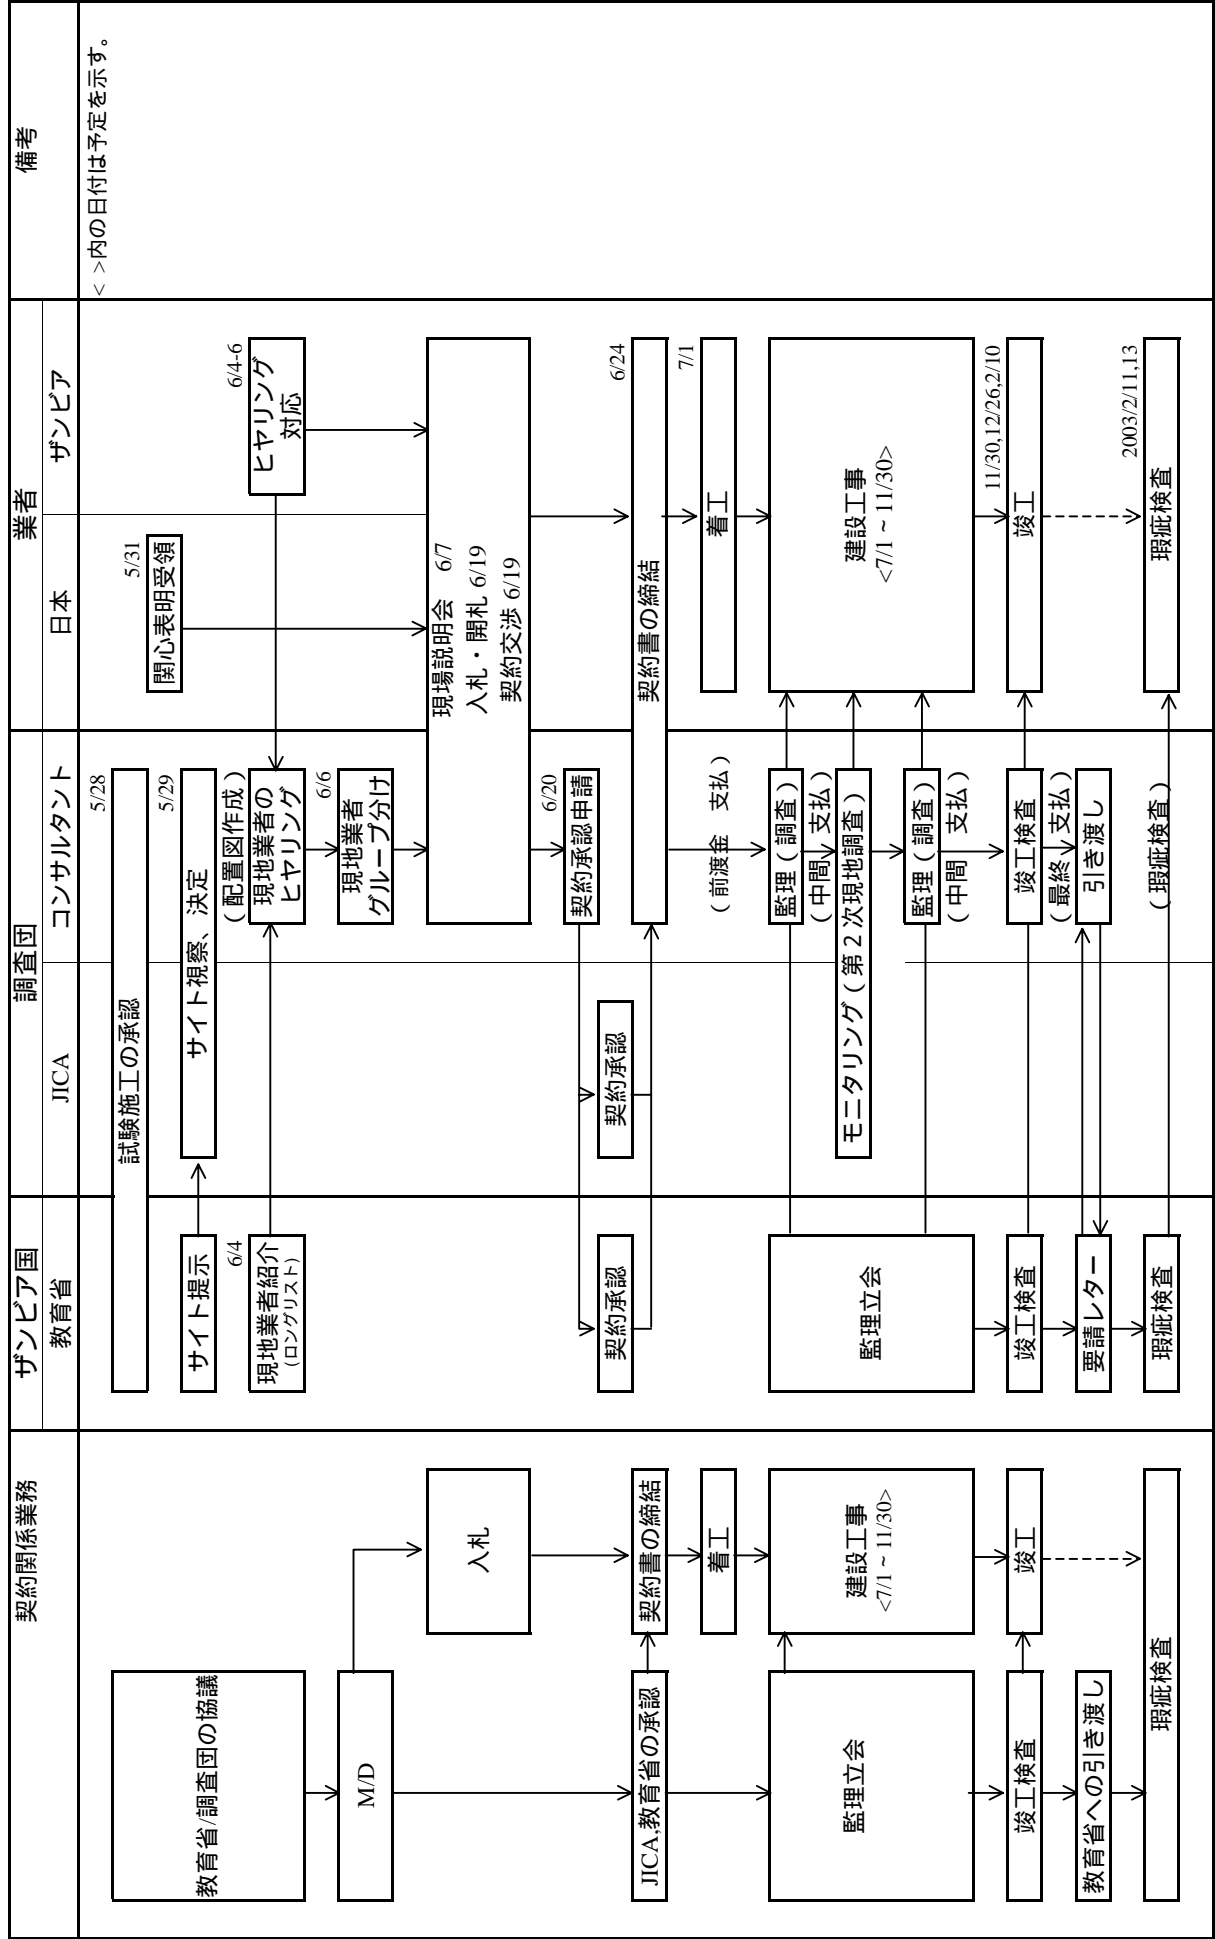 契約関係業務
ザンビア国
調査団
業者
備考
教育省
JICA
コンサルタント
日本
ザンビア
< >内の日付は予定を示す。
教育省/調査団の協議
M/D
入札
JICA,教育省の承認
契約書の締結
着工
監理立会
建設工事
<7/1 ~ 11/30>
竣工検査
竣工
教育省への引き渡し
瑕疵検査
5/28
試験施工の承認
5/31
関心表明受領
5/29
サイト提示
サイト視察、決定
(配置図作成)
6/4
現地業者紹介
(ロングリスト)
現地業者の
ヒヤリング
6/4-6
ヒヤリング
対応
6/6
現地業者
グループ分け
現場説明会 6/7
入札・開札 6/19
契約交渉 6/19
6/20
契約承認申請
契約承認
契約承認
6/24
契約書の締結
7/1
着工
(前渡金 支払)
監理立会
監理(調査)
(中間 支払)
モニタリング(第2次現地調査)
監理(調査)
(中間 支払)
建設工事
<7/1 ~ 11/30>
11/30,12/26,2/10
竣工検査
竣工検査
竣工
(最終 支払)
要請レター
引き渡し
2003/2/11,13
瑕疵検査
(瑕疵検査)
瑕疵検査